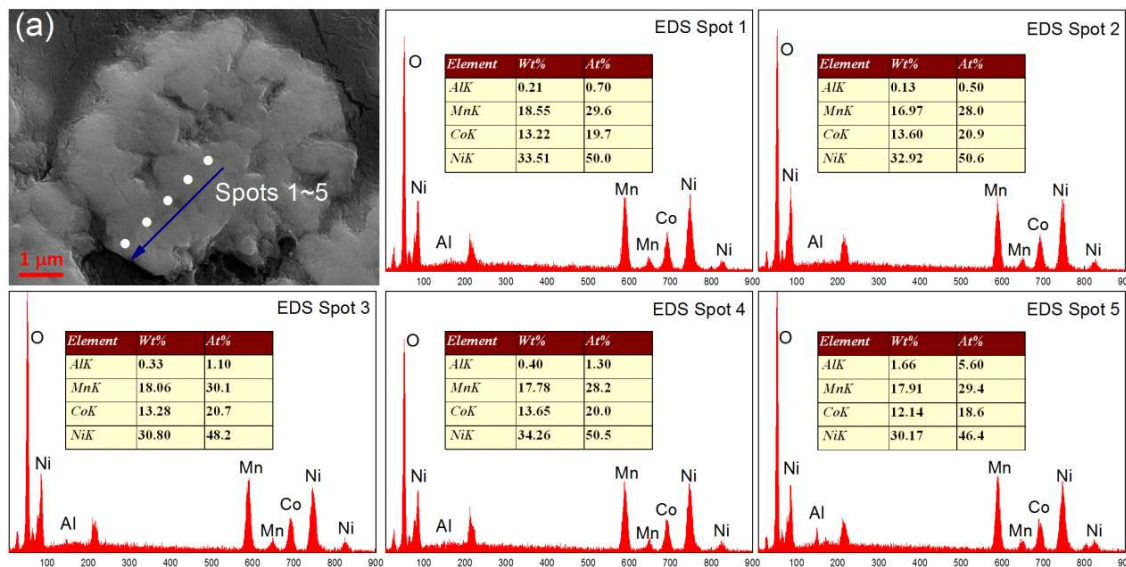 (a)
Spots 1~5
1 μm
EDS Spot 1
O
Element Wt% At%
AlK 0.21 0.70
MnK 18.55 29.6
CoK 13.22 19.7
NiK 33.51 50.0
Ni
Al
Mn
Mn
Co
Ni
Ni
100 200 300 400 500 600 700 800 900
EDS Spot 2
O
Element Wt% At%
AlK 0.13 0.50
MnK 16.97 28.0
CoK 13.60 20.9
NiK 32.92 50.6
Ni
Al
Mn
Mn
Co
Ni
Ni
100 200 300 400 500 600 700 800 900
EDS Spot 3
O
Element Wt% At%
AlK 0.33 1.10
MnK 18.06 30.1
CoK 13.28 20.7
NiK 30.80 48.2
Ni
Al
Mn
Mn
Co
Ni
Ni
100 200 300 400 500 600 700 800 900
EDS Spot 4
O
Element Wt% At%
AlK 0.40 1.30
MnK 17.78 28.2
CoK 13.65 20.0
NiK 34.26 50.5
Ni
Al
Mn
Mn
Co
Ni
Ni
100 200 300 400 500 600 700 800 900
EDS Spot 5
O
Element Wt% At%
AlK 1.66 5.60
MnK 17.91 29.4
CoK 12.14 18.6
NiK 30.17 46.4
Ni
Al
Mn
Mn
Co
Ni
Ni
100 200 300 400 500 600 700 800 900